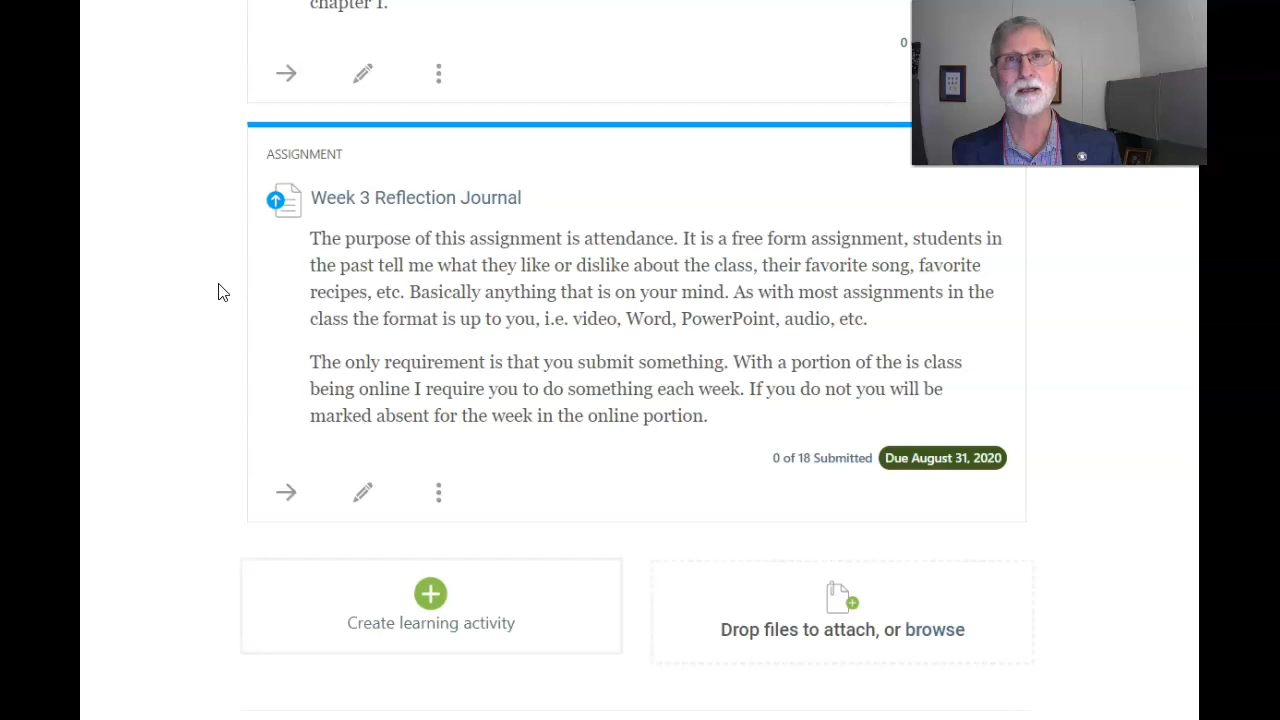 chapter 1.
0
ASSIGNMENT
Week 3 Reflection Journal
The purpose of this assignment is attendance. It is a free form assignment, students in
the past tell me what they like or dislike about the class, their favorite song, favorite
recipes, etc. Basically anything that is on your mind. As with most assignments in the
class the format is up to you, i.e. video, Word, PowerPoint, audio, etc.
The only requirement is that you submit something. With a portion of the is class
being online I require you to do something each week. If you do not you will be
marked absent for the week in the online portion.
0 of 18 Submitted Due August 31, 2020
Create learning activity
Drop files to attach, or browse